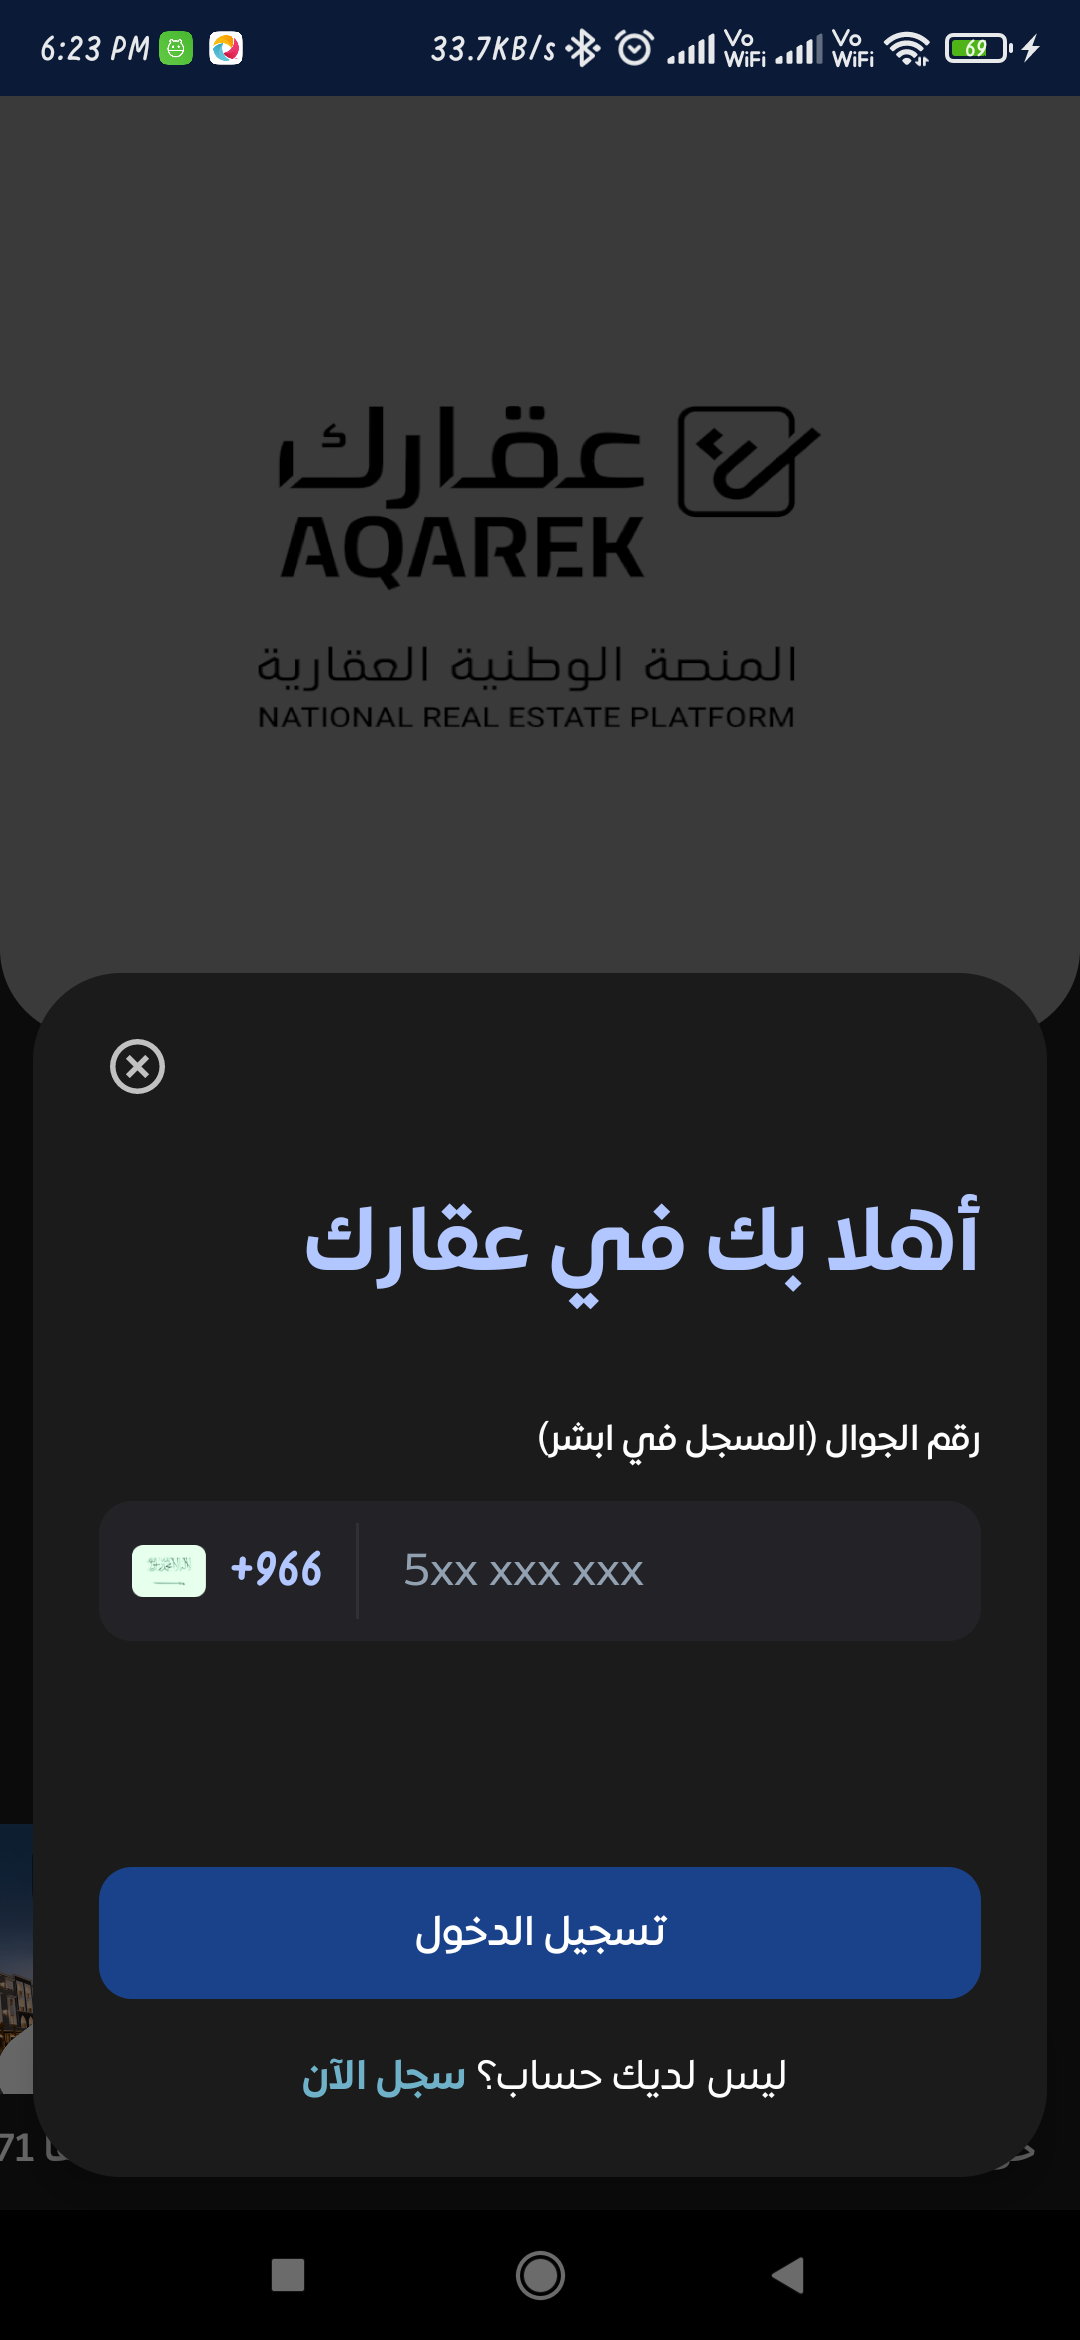 6:23 PM 33.7KB/s Vo WiFi Vo WiFi 69
عقارك
AQAREK
المنصة الوطنية العقارية
NATIONAL REAL ESTATE PLATFORM
أهلا بك في عقارك
رقم الجوال (المسجل في ابشر)
+966 5xx xxx xxx
تسجيل الدخول
ليس لديك حساب؟ سجل الآن
71